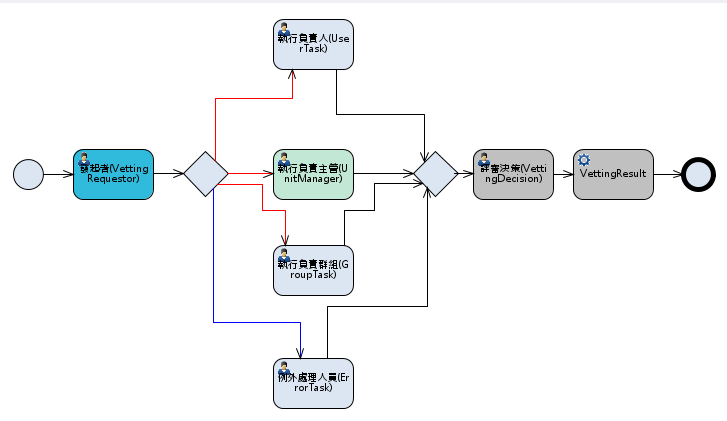 執行負責人(Use
rTask)
發起者(Vetting
Requestor)
執行負責主管(U
nitManager)
評審決策(Vetti
ngDecision)
VettingResult
執行負責群組(G
roupTask)
例外處理人員(Er
rorTask)